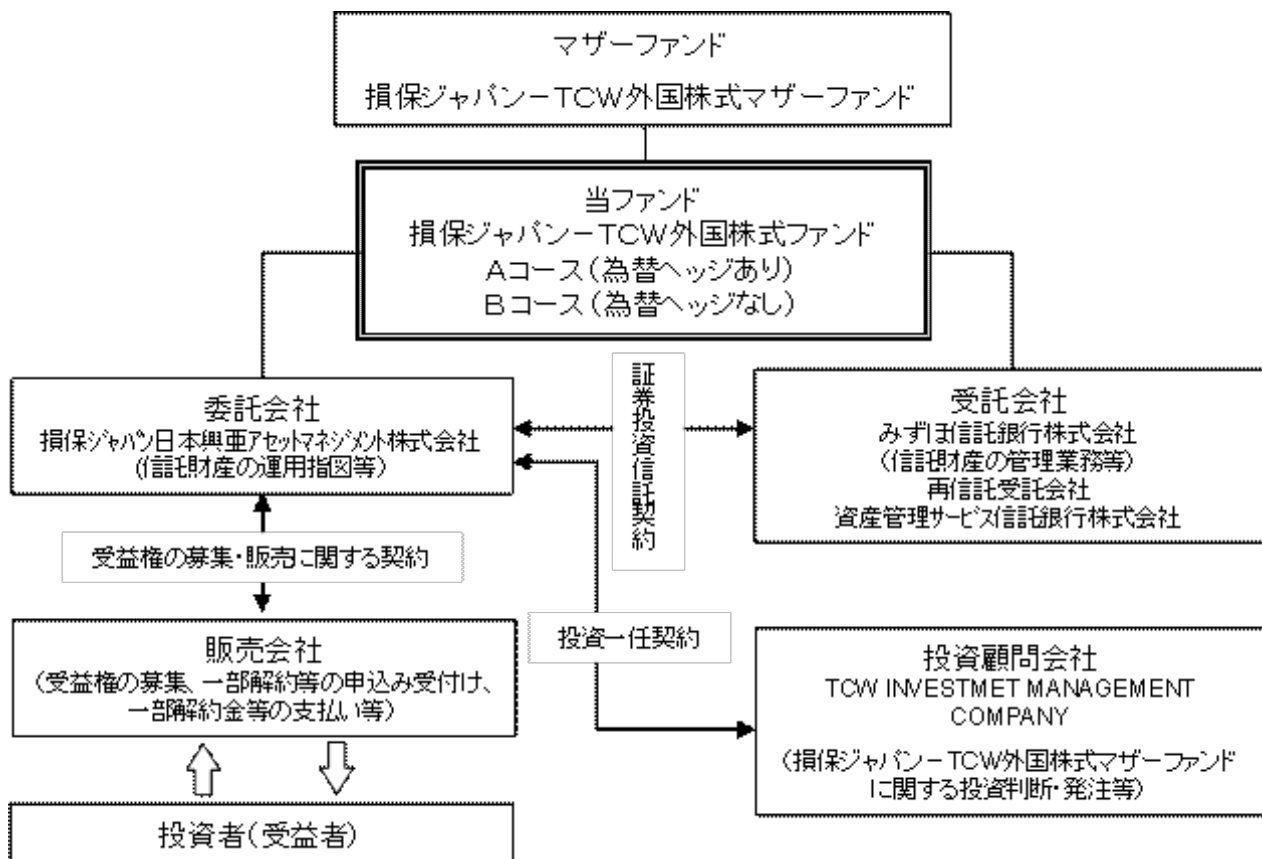 マザーファンド
損保ジャパン－TCW外国株式マザーファンド
当ファンド
損保ジャパン－TCW外国株式ファンド
Aコース(為替ヘッジあり)
Bコース(為替ヘッジなし)
委託会社
損保ジャパン日本興亜アセットマネジメント株式会社
(信託財産の運用指図等)
証券投資信託契約
受託会社
みずほ信託銀行株式会社
(信託財産の管理業務等)
再信託受託会社
資産管理サービス信託銀行株式会社
受益権の募集・販売に関する契約
投資一任契約
販売会社
(受益権の募集、一部解約等の申込み受付け、
一部解約金等の支払い等)
投資顧問会社
TCW INVESTMET MANAGEMENT
COMPANY
(損保ジャパン－TCW外国株式マザーファンド
に関する投資判断・発注等)
投資者(受益者)